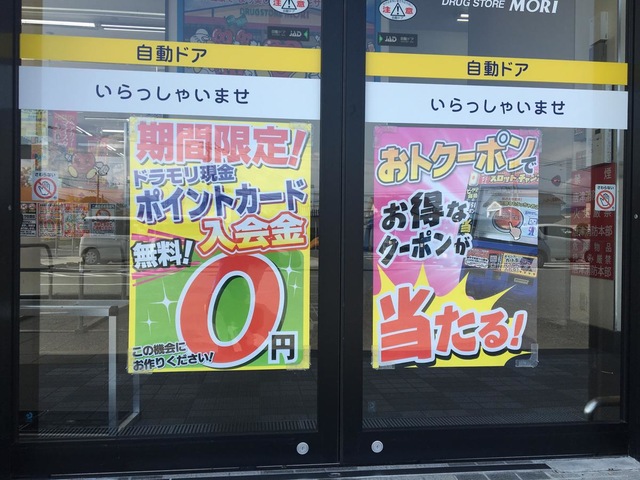 DRUG STORE MORI
注意
注意
自動ドア
自動ドア
いらっしゃいませ
いらっしゃいませ
期間限定!
ドラモリ現金
ポイントカード
入会金
無料!!
0円
この機会に
お作りください!
おトクーポンで
お得な
クーポンが
当たる!